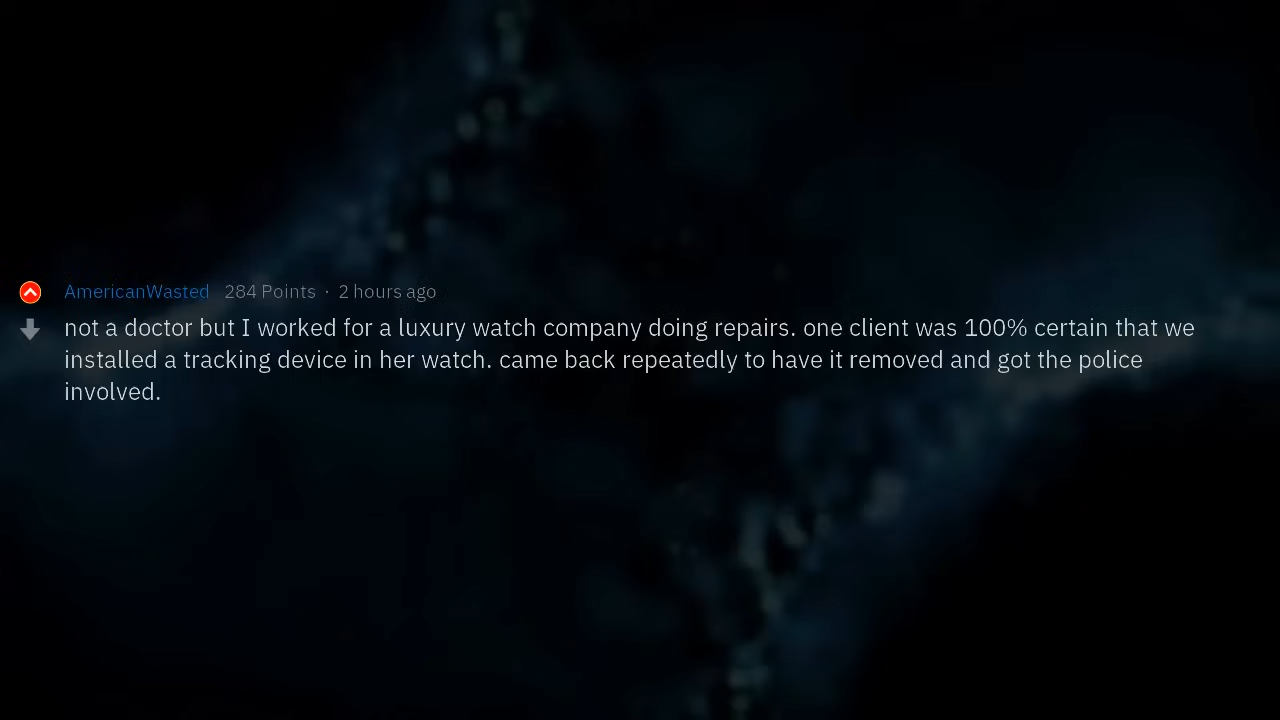 AmericanWasted 284 Points · 2 hours ago
not a doctor but I worked for a luxury watch company doing repairs. one client was 100% certain that we
installed a tracking device in her watch. came back repeatedly to have it removed and got the police
involved.